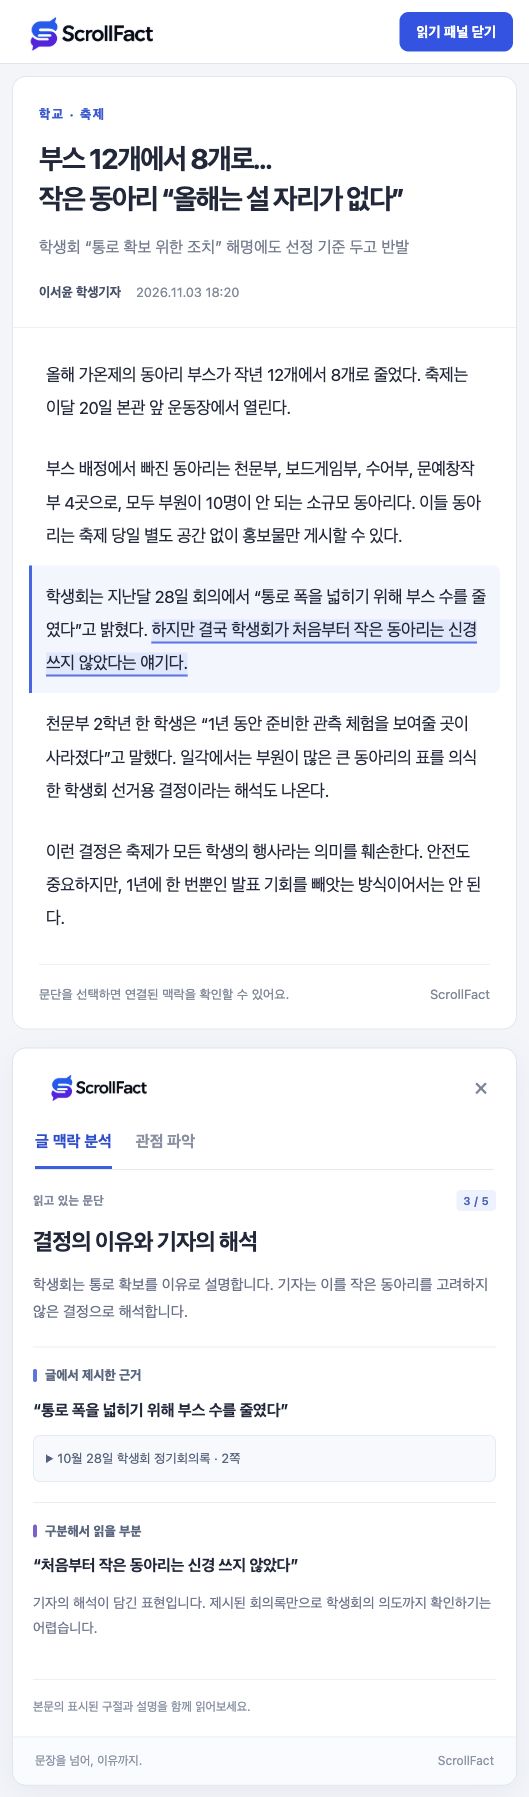 ScrollFact
읽기 패널 닫기
학교 · 축제
부스 12개에서 8개로...
작은 동아리 “올해는 설 자리가 없다”
학생회 “통로 확보 위한 조치” 해명에도 선정 기준 두고 반발
이서윤 학생기자 2026.11.03 18:20
올해 가온제의 동아리 부스가 작년 12개에서 8개로 줄었다. 축제는
이달 20일 본관 앞 운동장에서 열린다.
부스 배정에서 빠진 동아리는 천문부, 보드게임부, 수어부, 문예창작
부 4곳으로, 모두 부원이 10명이 안 되는 소규모 동아리다. 이들 동아
리는 축제 당일 별도 공간 없이 홍보물만 게시할 수 있다.
학생회는 지난달 28일 회의에서 “통로 폭을 넓히기 위해 부스 수를 줄
였다”고 밝혔다. 하지만 결국 학생회가 처음부터 작은 동아리는 신경
쓰지 않았다는 얘기다.
천문부 2학년 한 학생은 “1년 동안 준비한 관측 체험을 보여줄 곳이
사라졌다”고 말했다. 일각에서는 부원이 많은 큰 동아리의 표를 의식
한 학생회 선거용 결정이라는 해석도 나온다.
이런 결정은 축제가 모든 학생의 행사라는 의미를 훼손한다. 안전도
중요하지만, 1년에 한 번뿐인 발표 기회를 빼앗는 방식이어서는 안 된
다.
문단을 선택하면 연결된 맥락을 확인할 수 있어요. ScrollFact
ScrollFact ×
글 맥락 분석 관점 파악
읽고 있는 문단 3 / 5
결정의 이유와 기자의 해석
학생회는 통로 확보를 이유로 설명합니다. 기자는 이를 작은 동아리를 고려하지
않은 결정으로 해석합니다.
글에서 제시한 근거
“통로 폭을 넓히기 위해 부스 수를 줄였다”
▶ 10월 28일 학생회 정기회의록 · 2쪽
구분해서 읽을 부분
“처음부터 작은 동아리는 신경 쓰지 않았다”
기자의 해석이 담긴 표현입니다. 제시된 회의록만으로 학생회의 의도까지 확인하기는
어렵습니다.
본문의 표시된 구절과 설명을 함께 읽어보세요.
문장을 넘어, 이유까지. ScrollFact